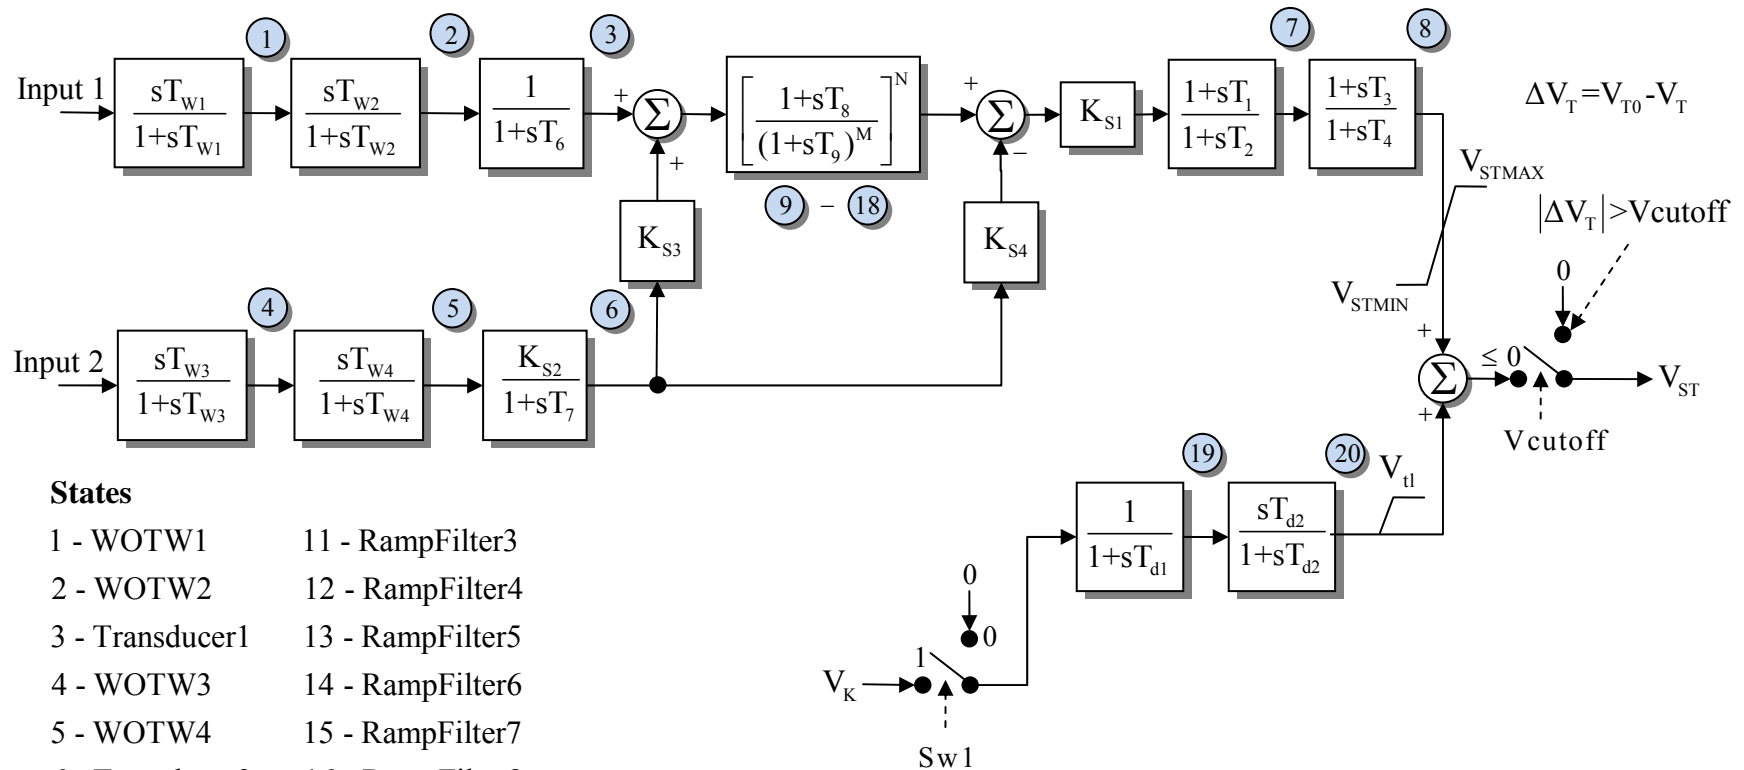 1 2 3 7 8
Input 1
sT_W1 / 1+sT_W1
sT_W2 / 1+sT_W2
1 / 1+sT_6
+ Σ +
[ 1+sT_8 / (1+sT_9)^M ]^N
+ Σ −
K_S1
1+sT_1 / 1+sT_2
1+sT_3 / 1+sT_4
ΔV_T=V_T0-V_T
9 – 18
K_S3
K_S4
V_STMAX
V_STMIN
|ΔV_T|>Vcutoff
0
4 5 6
Input 2
sT_W3 / 1+sT_W3
sT_W4 / 1+sT_W4
K_S2 / 1+sT_7
+ Σ +
≤ 0
V_ST
Vcutoff
19 20
1 / 1+sT_d1
sT_d2 / 1+sT_d2
V_tl
0
0
1
V_K
Sw1
States
1 - WOTW1 11 - RampFilter3
2 - WOTW2 12 - RampFilter4
3 - Transducer1 13 - RampFilter5
4 - WOTW3 14 - RampFilter6
5 - WOTW4 15 - RampFilter7